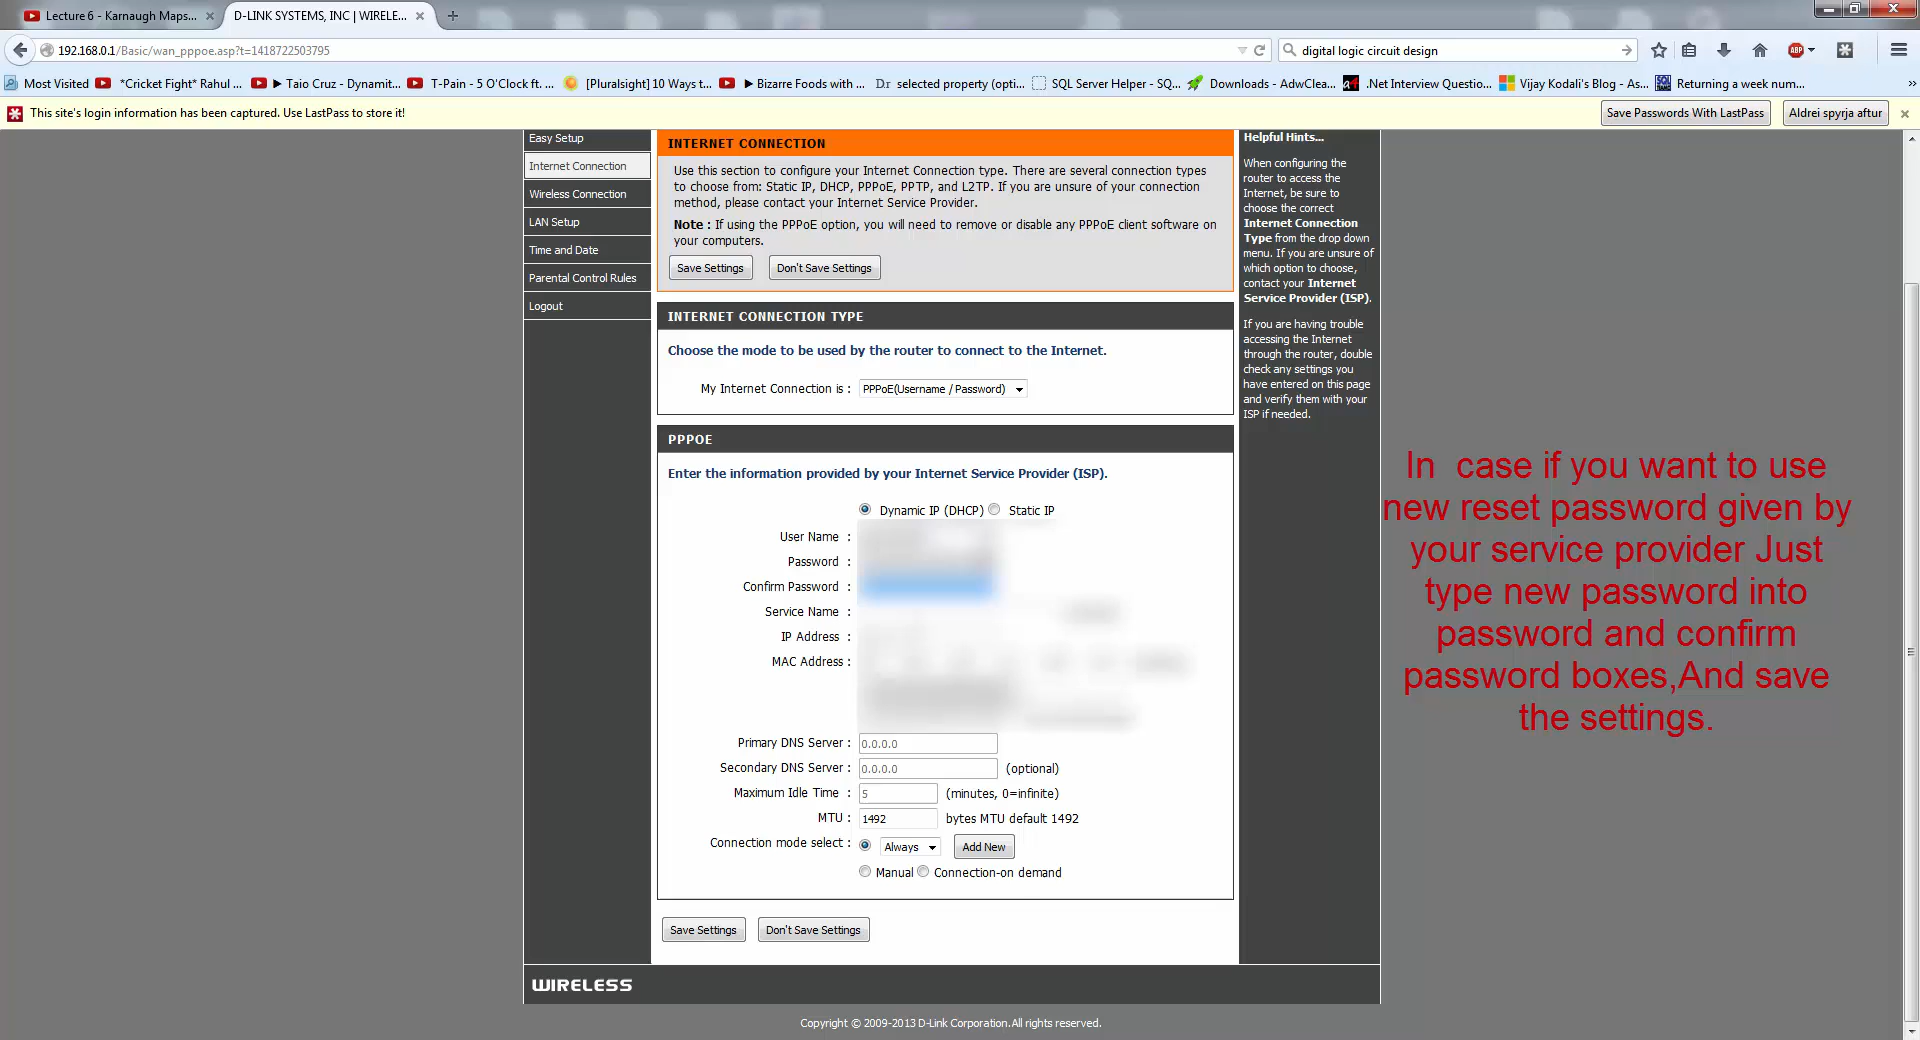 Lecture 6 - Karnaugh Maps...
D-LINK SYSTEMS, INC | WIRELE...
192.168.0.1/Basic/wan_pppoe.asp?t=1418722503795
digital logic circuit design
ABP
Most Visited
*Cricket Fight* Rahul ...
▶ Taio Cruz - Dynamit...
T-Pain - 5 O'Clock ft. ...
[Pluralsight] 10 Ways t...
▶ Bizarre Foods with ...
Dr selected property (opti...
SQL Server Helper - SQ...
Downloads - AdwClea...
.Net Interview Questio...
Vijay Kodali's Blog - As...
Returning a week num...
This site's login information has been captured. Use LastPass to store it!
Save Passwords With LastPass
Aldrei spyrja aftur
Easy Setup
Internet Connection
Wireless Connection
LAN Setup
Time and Date
Parental Control Rules
Logout
INTERNET CONNECTION
Use this section to configure your Internet Connection type. There are several connection types
to choose from: Static IP, DHCP, PPPoE, PPTP, and L2TP. If you are unsure of your connection
method, please contact your Internet Service Provider.
Note : If using the PPPoE option, you will need to remove or disable any PPPoE client software on
your computers.
Save Settings
Don't Save Settings
INTERNET CONNECTION TYPE
Choose the mode to be used by the router to connect to the Internet.
My Internet Connection is : PPPoE(Username / Password)
PPPOE
Enter the information provided by your Internet Service Provider (ISP).
Dynamic IP (DHCP) Static IP
User Name :
Password :
Confirm Password :
Service Name :
IP Address :
MAC Address :
Primary DNS Server : 0.0.0.0
Secondary DNS Server : 0.0.0.0 (optional)
Maximum Idle Time : 5 (minutes, 0=infinite)
MTU : 1492 bytes MTU default 1492
Connection mode select : Always Add New
Manual Connection-on demand
Save Settings
Don't Save Settings
Helpful Hints...
When configuring the
router to access the
Internet, be sure to
choose the correct
Internet Connection
Type from the drop down
menu. If you are unsure of
which option to choose,
contact your Internet
Service Provider (ISP).
If you are having trouble
accessing the Internet
through the router, double
check any settings you
have entered on this page
and verify them with your
ISP if needed.
In case if you want to use
new reset password given by
your service provider Just
type new password into
password and confirm
password boxes,And save
the settings.
WIRELESS
Copyright © 2009-2013 D-Link Corporation.All rights reserved.